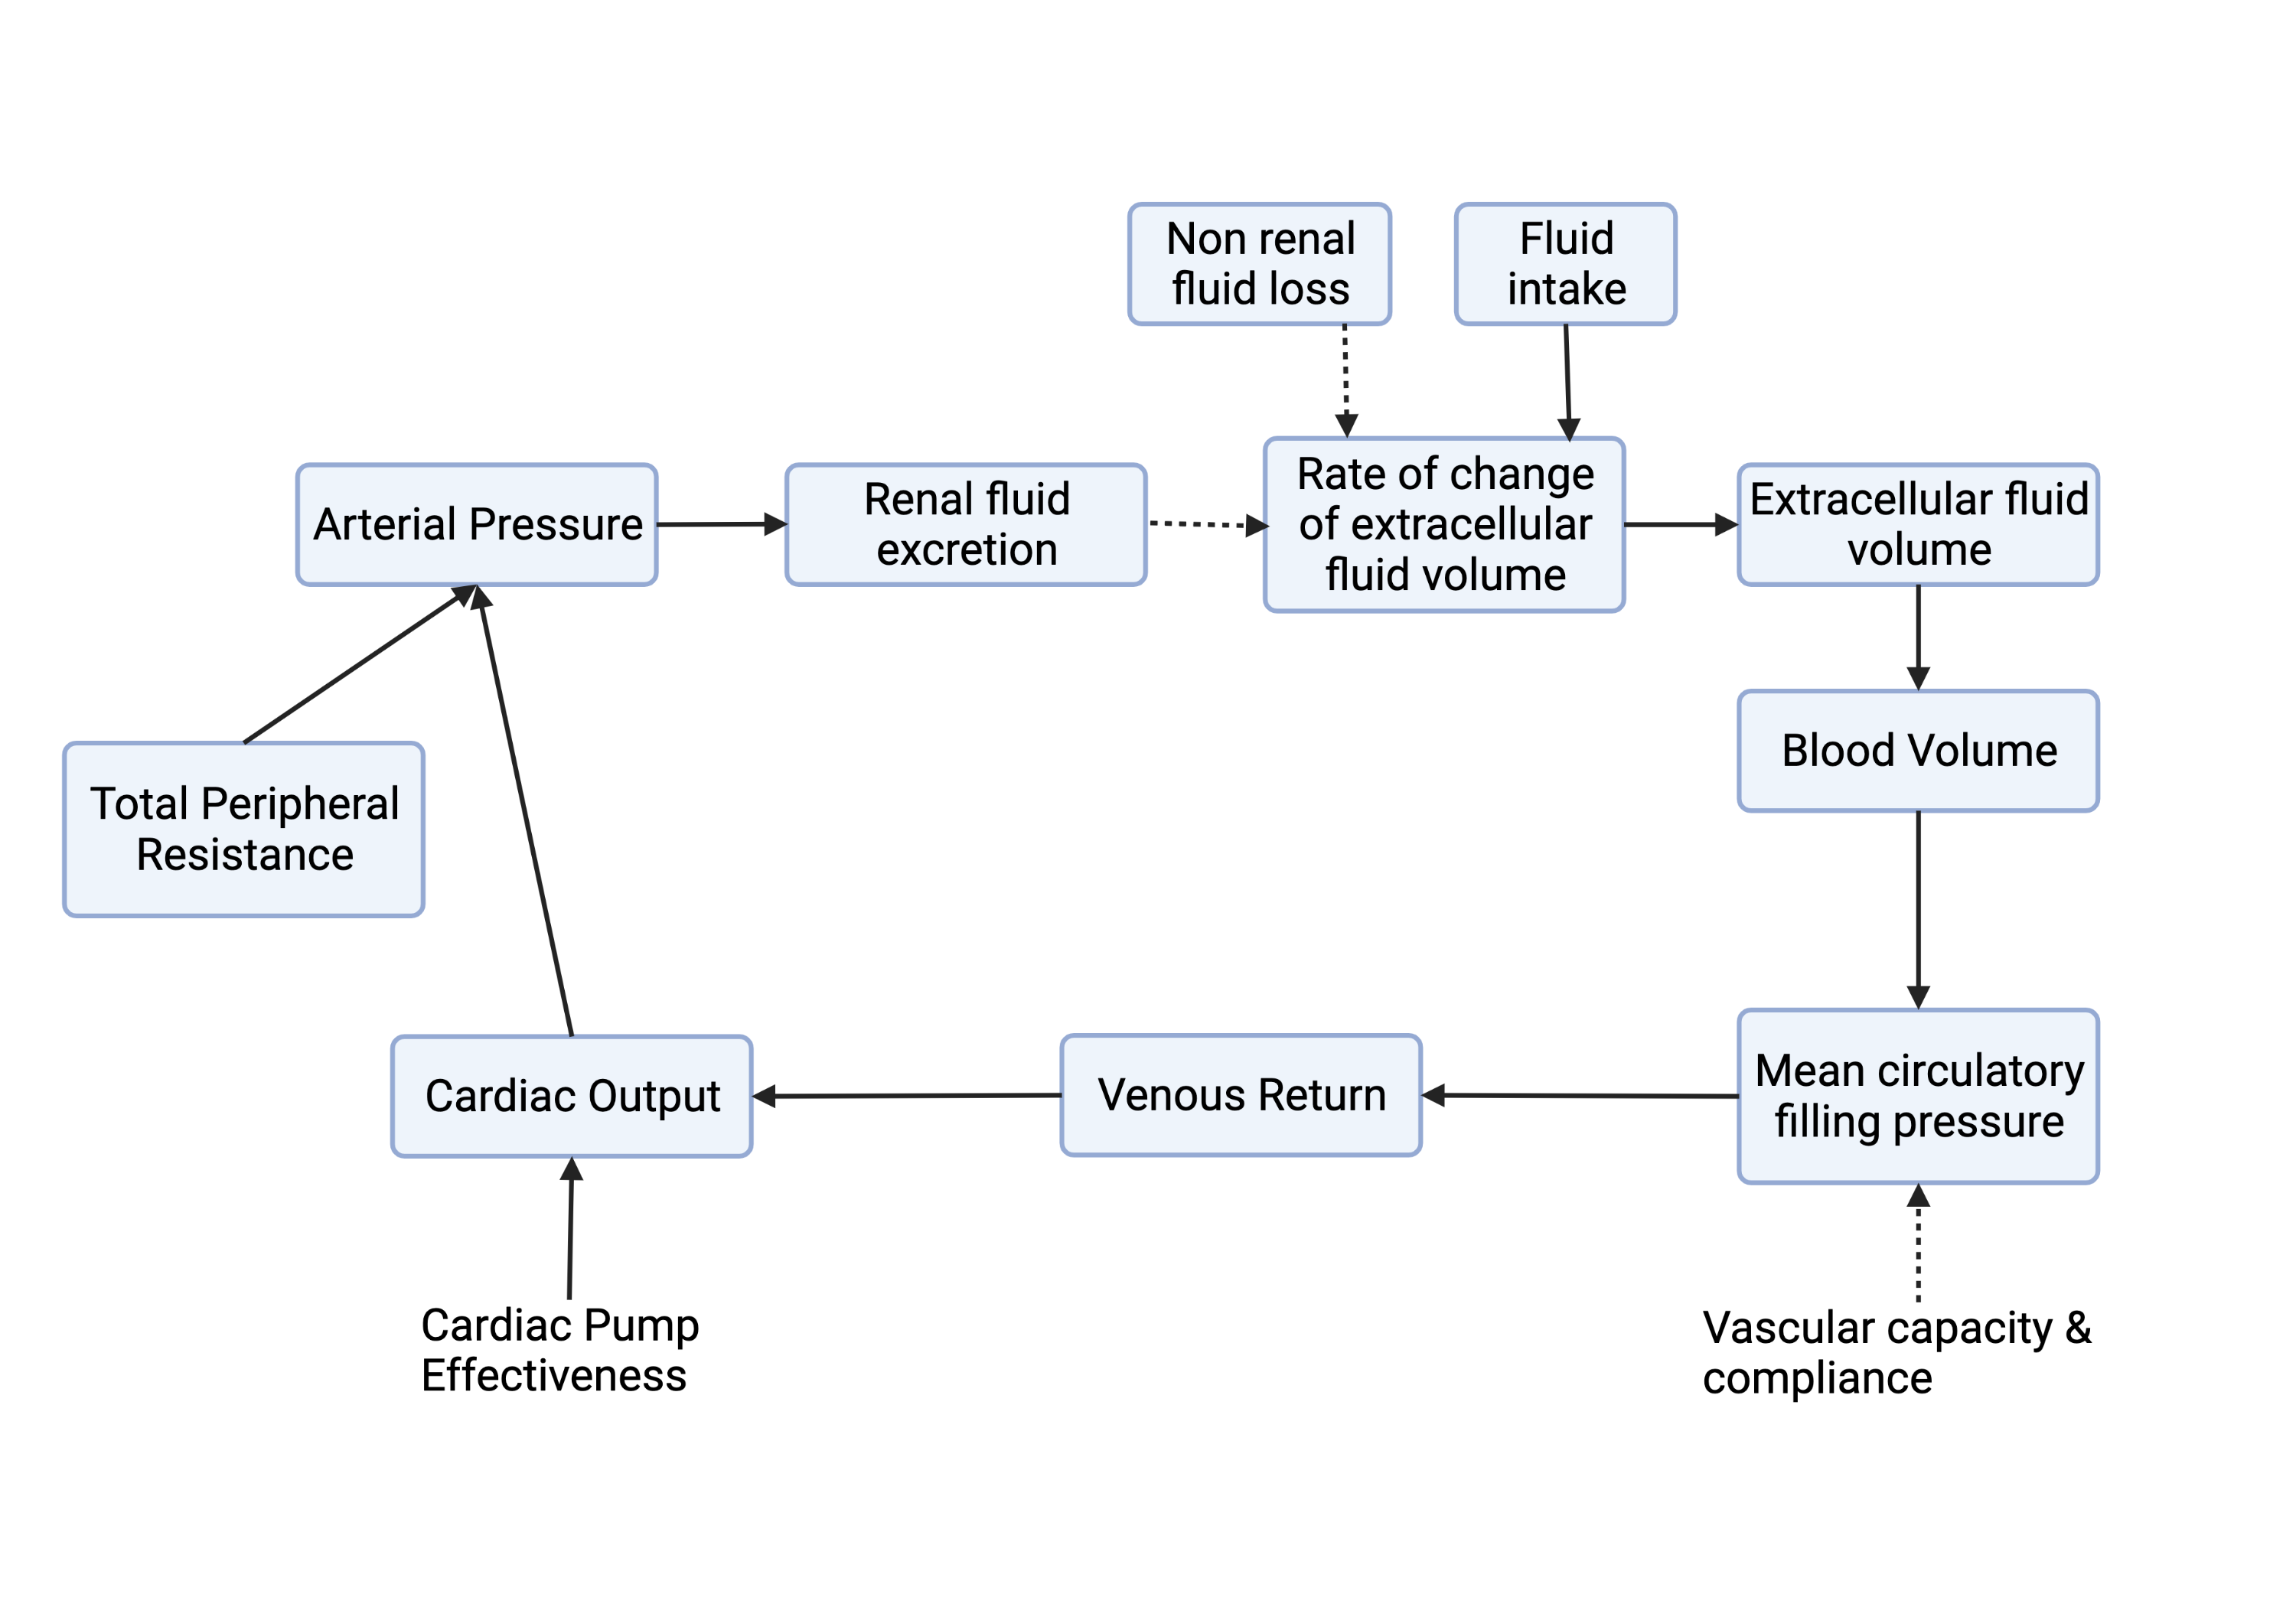 Non renal
fluid loss
Fluid
intake
Arterial Pressure
Renal fluid
excretion
Rate of change
of extracellular
fluid volume
Extracellular fluid
volume
Blood Volume
Total Peripheral
Resistance
Cardiac Output
Venous Return
Mean circulatory
filling pressure
Cardiac Pump
Effectiveness
Vascular capacity &
compliance